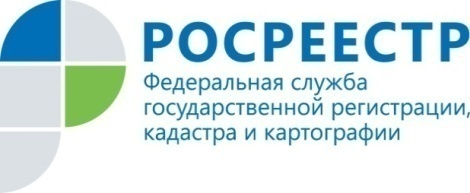 РОСРЕЕСТР
Федеральная служба
государственной регистрации,
кадастра и картографии